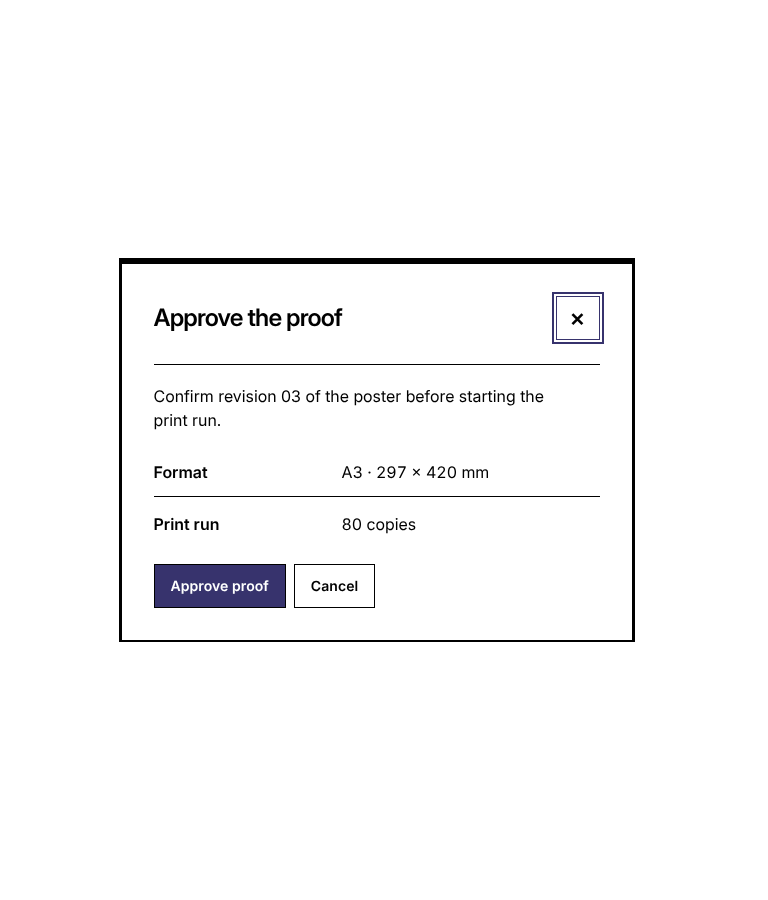 Approve the proof
×
Confirm revision 03 of the poster before starting the
print run.
Format
A3 · 297 × 420 mm
Print run
80 copies
Approve proof
Cancel